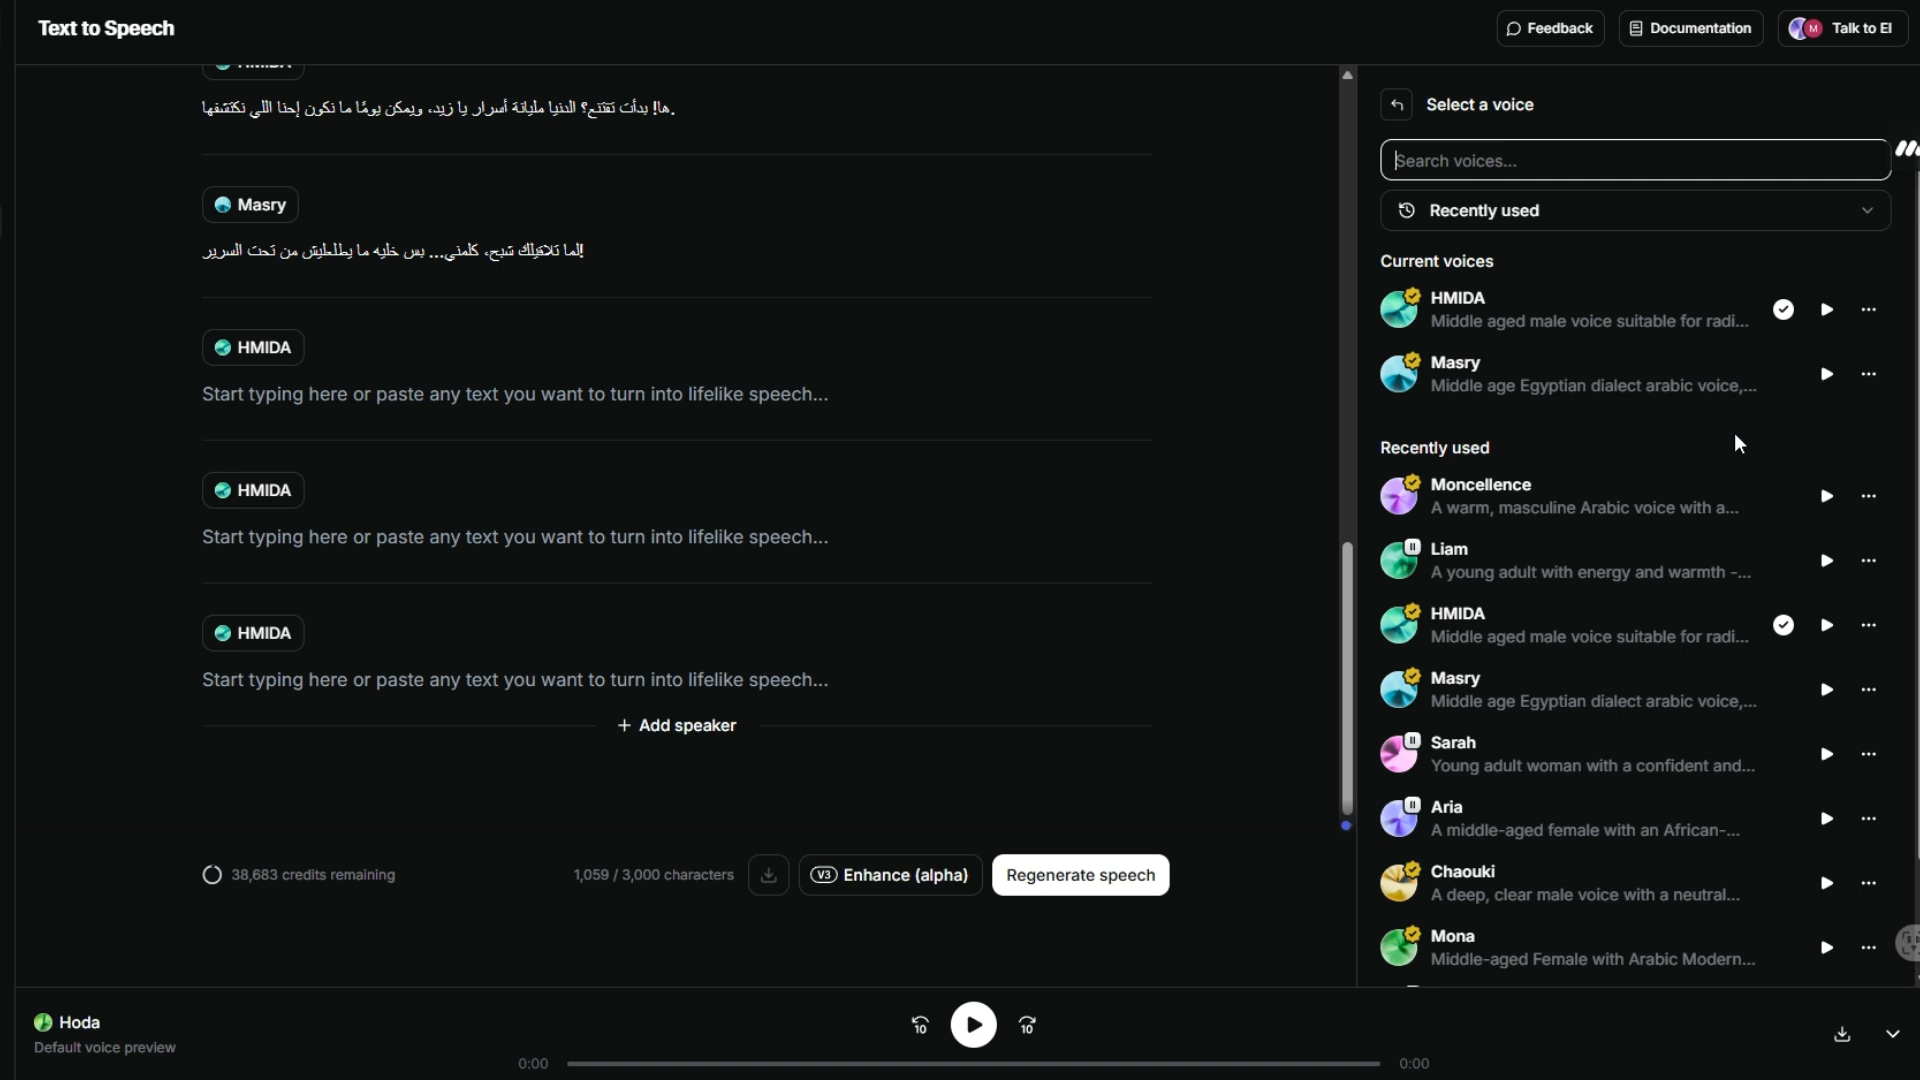 Text to Speech
Feedback
Documentation
Talk to El
HMIDA
ها! بدأت تقتنع؟ الدنيا مليانة أسرار يا زيد، ويمكن يومًا ما نكون إحنا اللي نكتشفها.
Masry
لما تلاقيلك شبح، كلمني... بس خليه ما يطلطليش من تحت السرير!
HMIDA
Start typing here or paste any text you want to turn into lifelike speech...
HMIDA
Start typing here or paste any text you want to turn into lifelike speech...
HMIDA
Start typing here or paste any text you want to turn into lifelike speech...
+ Add speaker
38,683 credits remaining
1,059 / 3,000 characters
V3 Enhance (alpha)
Regenerate speech
Select a voice
Search voices...
Recently used
Current voices
HMIDA
Middle aged male voice suitable for radi...
Masry
Middle age Egyptian dialect arabic voice,...
Recently used
Moncellence
A warm, masculine Arabic voice with a...
Liam
A young adult with energy and warmth -...
HMIDA
Middle aged male voice suitable for radi...
Masry
Middle age Egyptian dialect arabic voice,...
Sarah
Young adult woman with a confident and...
Aria
A middle-aged female with an African-...
Chaouki
A deep, clear male voice with a neutral...
Mona
Middle-aged Female with Arabic Modern...
Hoda
Default voice preview
10
10
0:00
0:00